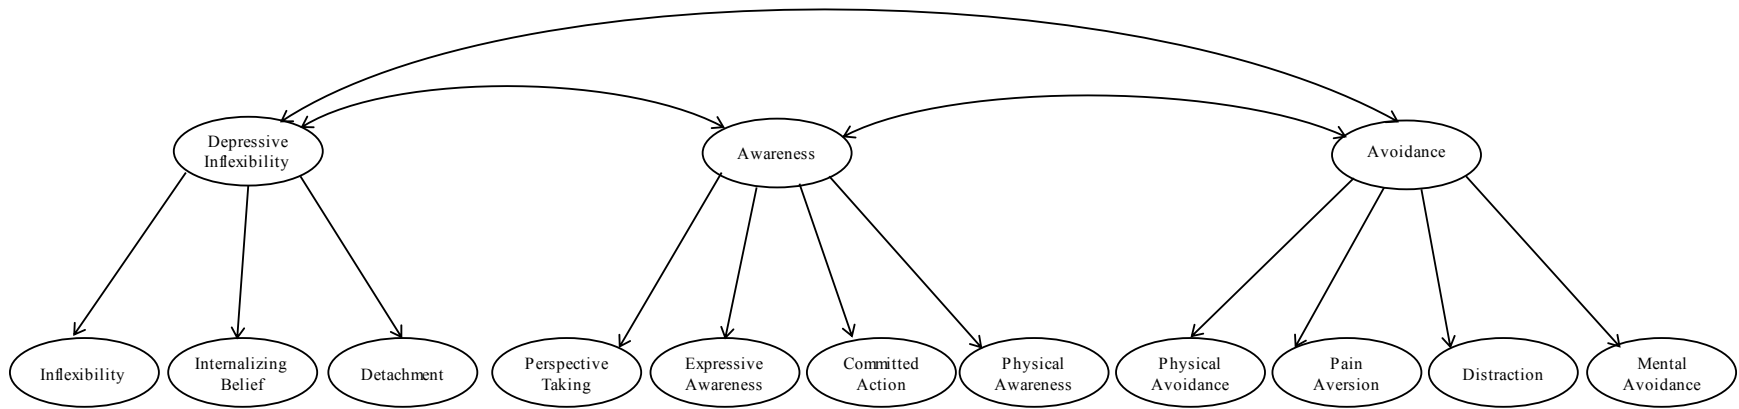 Depressive
Inflexibility
Awareness
Avoidance
Inflexibility
Internalizing
Belief
Detachment
Perspective
Taking
Expressive
Awareness
Committed
Action
Physical
Awareness
Physical
Avoidance
Pain
Aversion
Distraction
Mental
Avoidance